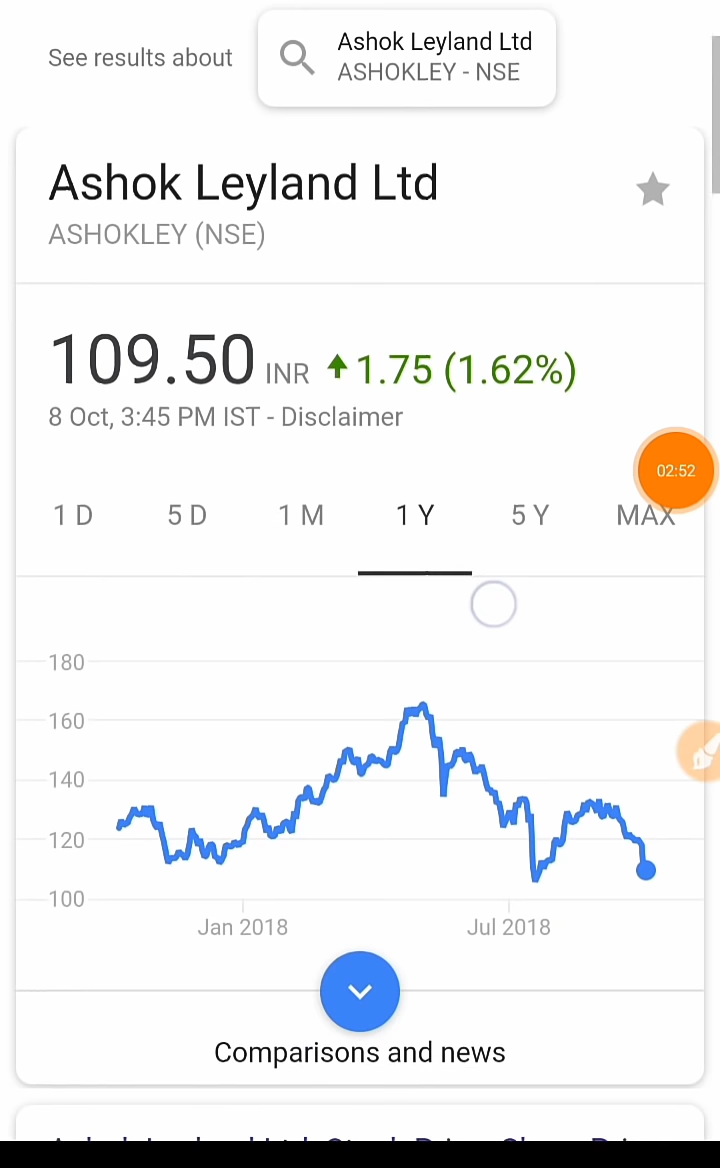 See results about
Ashok Leyland Ltd
ASHOKLEY - NSE
Ashok Leyland Ltd
ASHOKLEY (NSE)
109.50 INR 1.75 (1.62%)
8 Oct, 3:45 PM IST - Disclaimer
02:52
1 D 5 D 1 M 1 Y 5 Y MAX
180
160
140
120
100
Jan 2018 Jul 2018
Comparisons and news